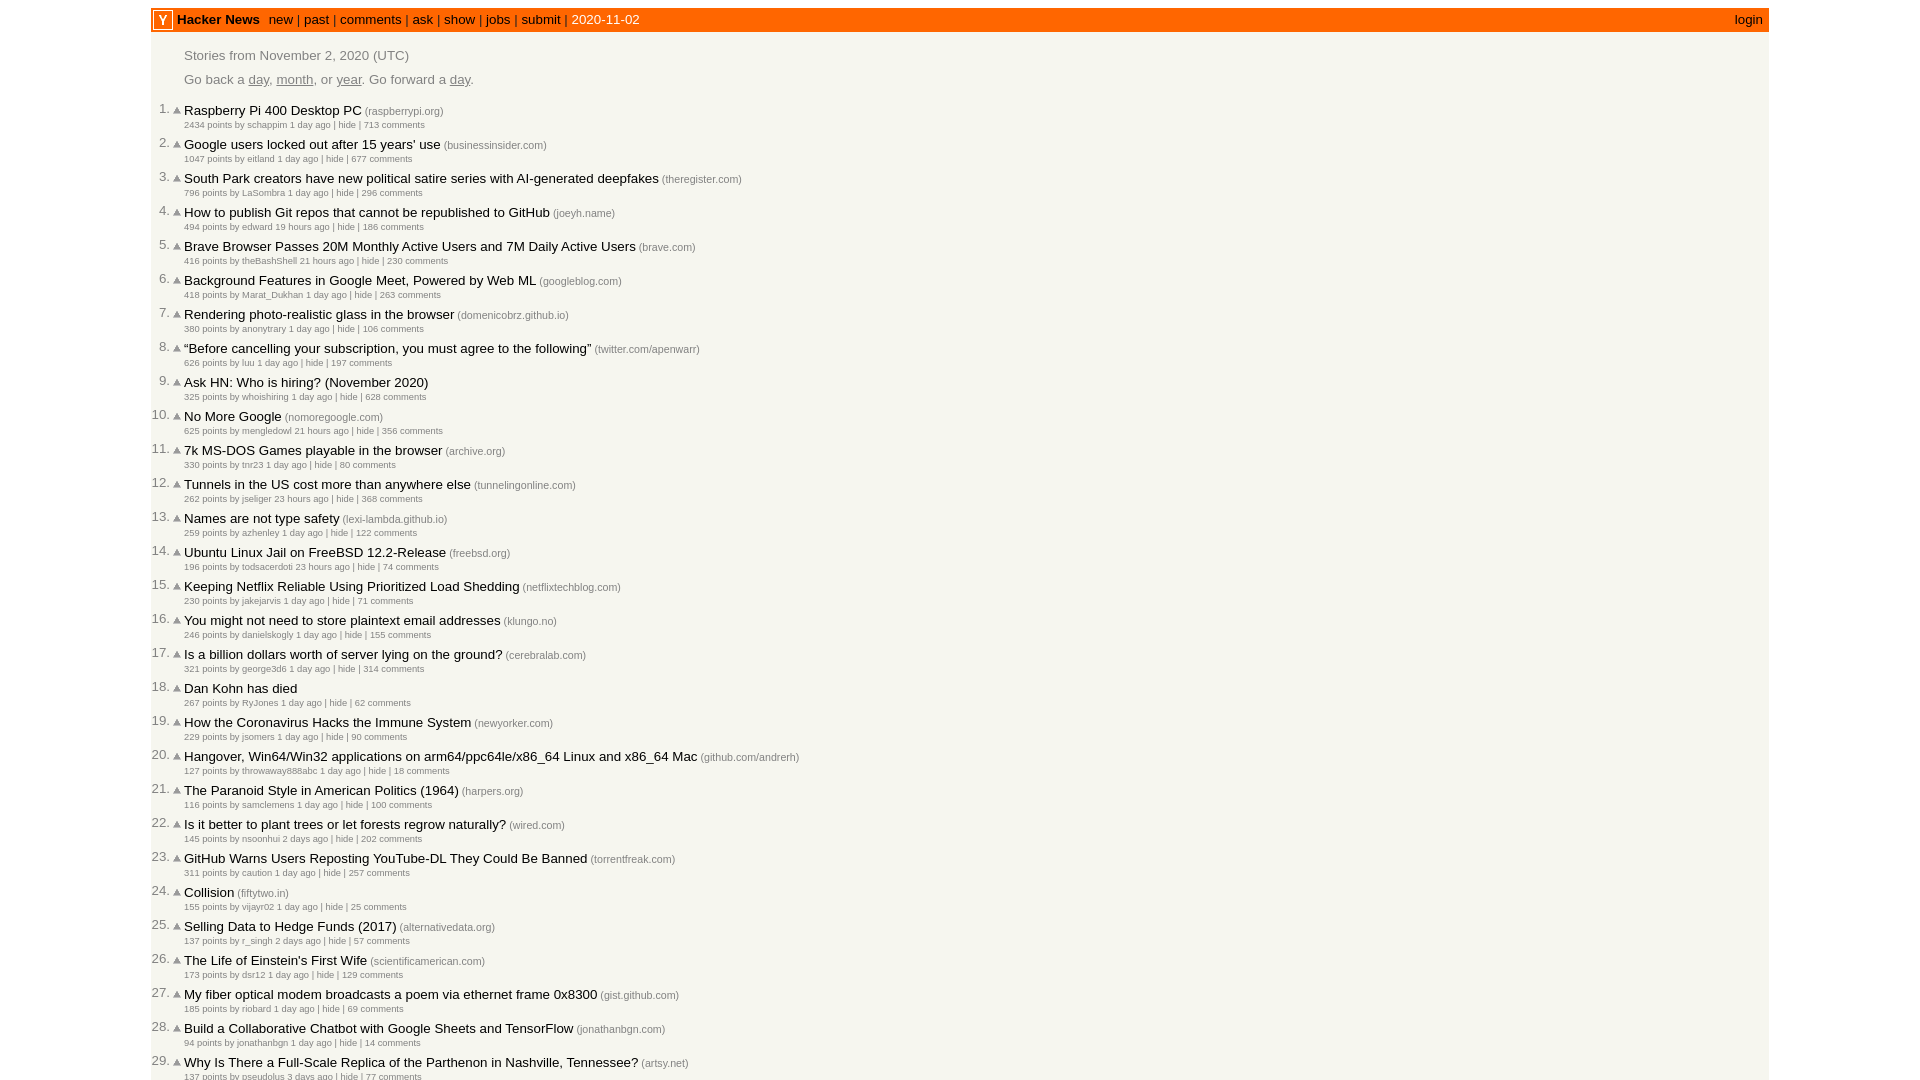 Y Hacker News new | past | comments | ask | show | jobs | submit | 2020-11-02 login
Stories from November 2, 2020 (UTC)
Go back a day, month, or year. Go forward a day.
1. Raspberry Pi 400 Desktop PC (raspberrypi.org)
2434 points by schappim 1 day ago | hide | 713 comments
2. Google users locked out after 15 years' use (businessinsider.com)
1047 points by eitland 1 day ago | hide | 677 comments
3. South Park creators have new political satire series with AI-generated deepfakes (theregister.com)
796 points by LaSombra 1 day ago | hide | 296 comments
4. How to publish Git repos that cannot be republished to GitHub (joeyh.name)
494 points by edward 19 hours ago | hide | 186 comments
5. Brave Browser Passes 20M Monthly Active Users and 7M Daily Active Users (brave.com)
416 points by theBashShell 21 hours ago | hide | 230 comments
6. Background Features in Google Meet, Powered by Web ML (googleblog.com)
418 points by Marat_Dukhan 1 day ago | hide | 263 comments
7. Rendering photo-realistic glass in the browser (domenicobrz.github.io)
380 points by anonytrary 1 day ago | hide | 106 comments
8. “Before cancelling your subscription, you must agree to the following” (twitter.com/apenwarr)
626 points by luu 1 day ago | hide | 197 comments
9. Ask HN: Who is hiring? (November 2020)
325 points by whoishiring 1 day ago | hide | 628 comments
10. No More Google (nomoregoogle.com)
625 points by mengledowl 21 hours ago | hide | 356 comments
11. 7k MS-DOS Games playable in the browser (archive.org)
330 points by tnr23 1 day ago | hide | 80 comments
12. Tunnels in the US cost more than anywhere else (tunnelingonline.com)
262 points by jseliger 23 hours ago | hide | 368 comments
13. Names are not type safety (lexi-lambda.github.io)
259 points by azhenley 1 day ago | hide | 122 comments
14. Ubuntu Linux Jail on FreeBSD 12.2-Release (freebsd.org)
196 points by todsacerdoti 23 hours ago | hide | 74 comments
15. Keeping Netflix Reliable Using Prioritized Load Shedding (netflixtechblog.com)
230 points by jakejarvis 1 day ago | hide | 71 comments
16. You might not need to store plaintext email addresses (klungo.no)
246 points by danielskogly 1 day ago | hide | 155 comments
17. Is a billion dollars worth of server lying on the ground? (cerebralab.com)
321 points by george3d6 1 day ago | hide | 314 comments
18. Dan Kohn has died
267 points by RyJones 1 day ago | hide | 62 comments
19. How the Coronavirus Hacks the Immune System (newyorker.com)
229 points by jsomers 1 day ago | hide | 90 comments
20. Hangover, Win64/Win32 applications on arm64/ppc64le/x86_64 Linux and x86_64 Mac (github.com/andrerh)
127 points by throwaway888abc 1 day ago | hide | 18 comments
21. The Paranoid Style in American Politics (1964) (harpers.org)
116 points by samclemens 1 day ago | hide | 100 comments
22. Is it better to plant trees or let forests regrow naturally? (wired.com)
145 points by nsoonhui 2 days ago | hide | 202 comments
23. GitHub Warns Users Reposting YouTube-DL They Could Be Banned (torrentfreak.com)
311 points by caution 1 day ago | hide | 257 comments
24. Collision (fiftytwo.in)
155 points by vijayr02 1 day ago | hide | 25 comments
25. Selling Data to Hedge Funds (2017) (alternativedata.org)
137 points by r_singh 2 days ago | hide | 57 comments
26. The Life of Einstein's First Wife (scientificamerican.com)
173 points by dsr12 1 day ago | hide | 129 comments
27. My fiber optical modem broadcasts a poem via ethernet frame 0x8300 (gist.github.com)
185 points by riobard 1 day ago | hide | 69 comments
28. Build a Collaborative Chatbot with Google Sheets and TensorFlow (jonathanbgn.com)
94 points by jonathanbgn 1 day ago | hide | 14 comments
29. Why Is There a Full-Scale Replica of the Parthenon in Nashville, Tennessee? (artsy.net)
137 points by pseudolus 3 days ago | hide | 77 comments